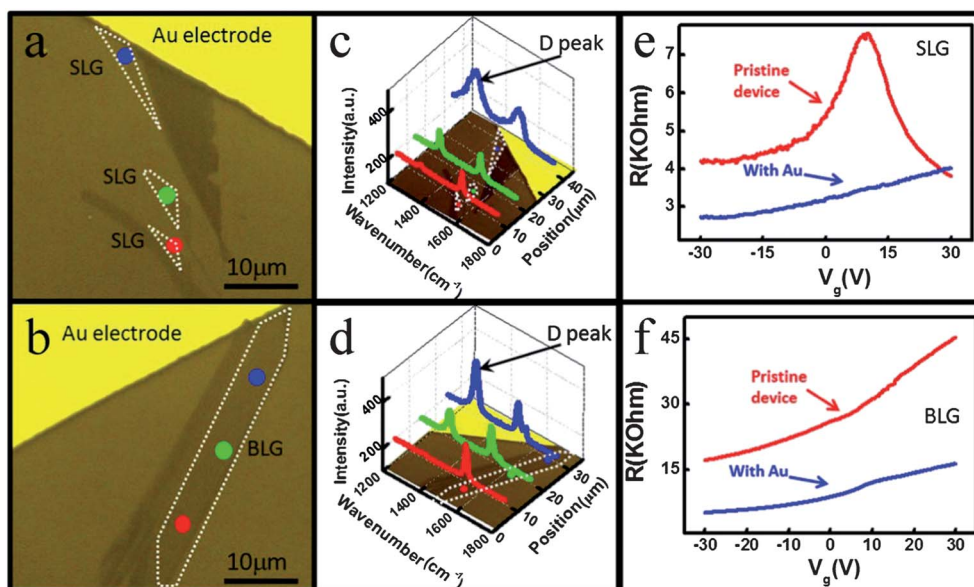 a
Au electrode
SLG
SLG
SLG
10µm
c
D peak
Intensity(a.u.)
400
200
1200
1400
1600
1800
Wavenumber(cm⁻¹)
0
10
20
30
40
Position(µm)
e
SLG
Pristine
device
With Au
R(KOhm)
7
6
5
4
3
-30
-15
0
15
30
Vg(V)
b
Au electrode
BLG
10µm
d
D peak
Intensity(a.u.)
400
200
1200
1400
1600
1800
Wavenumber(cm⁻¹)
0
10
20
30
Position(µm)
f
BLG
Pristine
device
With Au
R(KOhm)
45
30
15
-30
-20
-10
0
10
20
30
Vg(V)